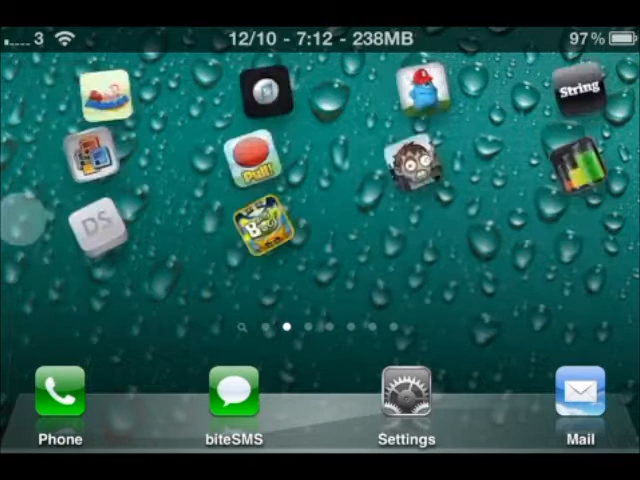 3 12/10 - 7:12 - 238MB 97%
String
Pull!
DS
Phone biteSMS Settings Mail